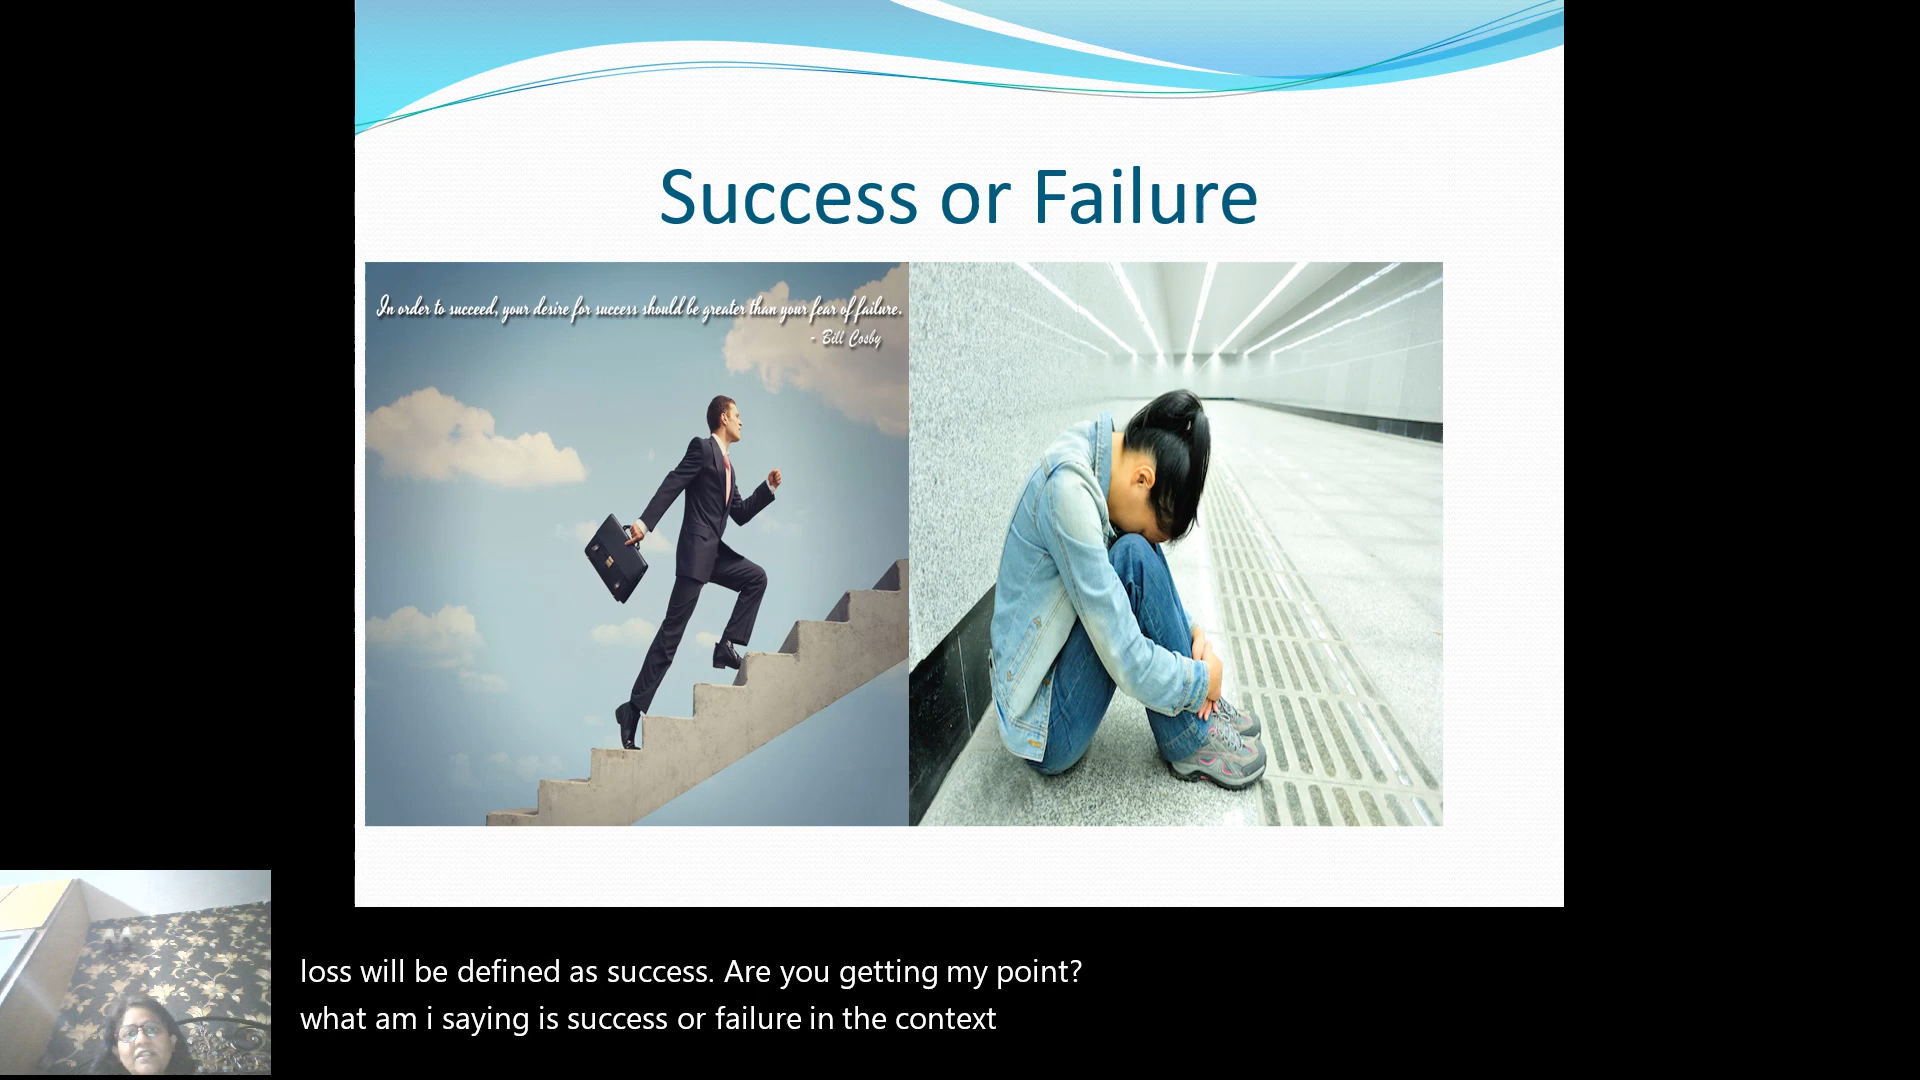 Success or Failure
In order to succeed, your desire for success should be greater than your fear of failure.
- Bill Cosby
loss will be defined as success. Are you getting my point?
what am i saying is success or failure in the context